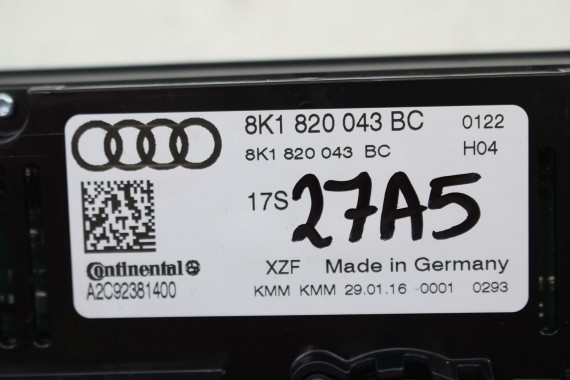 8K1 820 043 BC 0122
8K1 820 043 BC H04
17S 27A5
Continental XZF Made in Germany
A2C92381400 KMM KMM 29.01.16 0001 0293